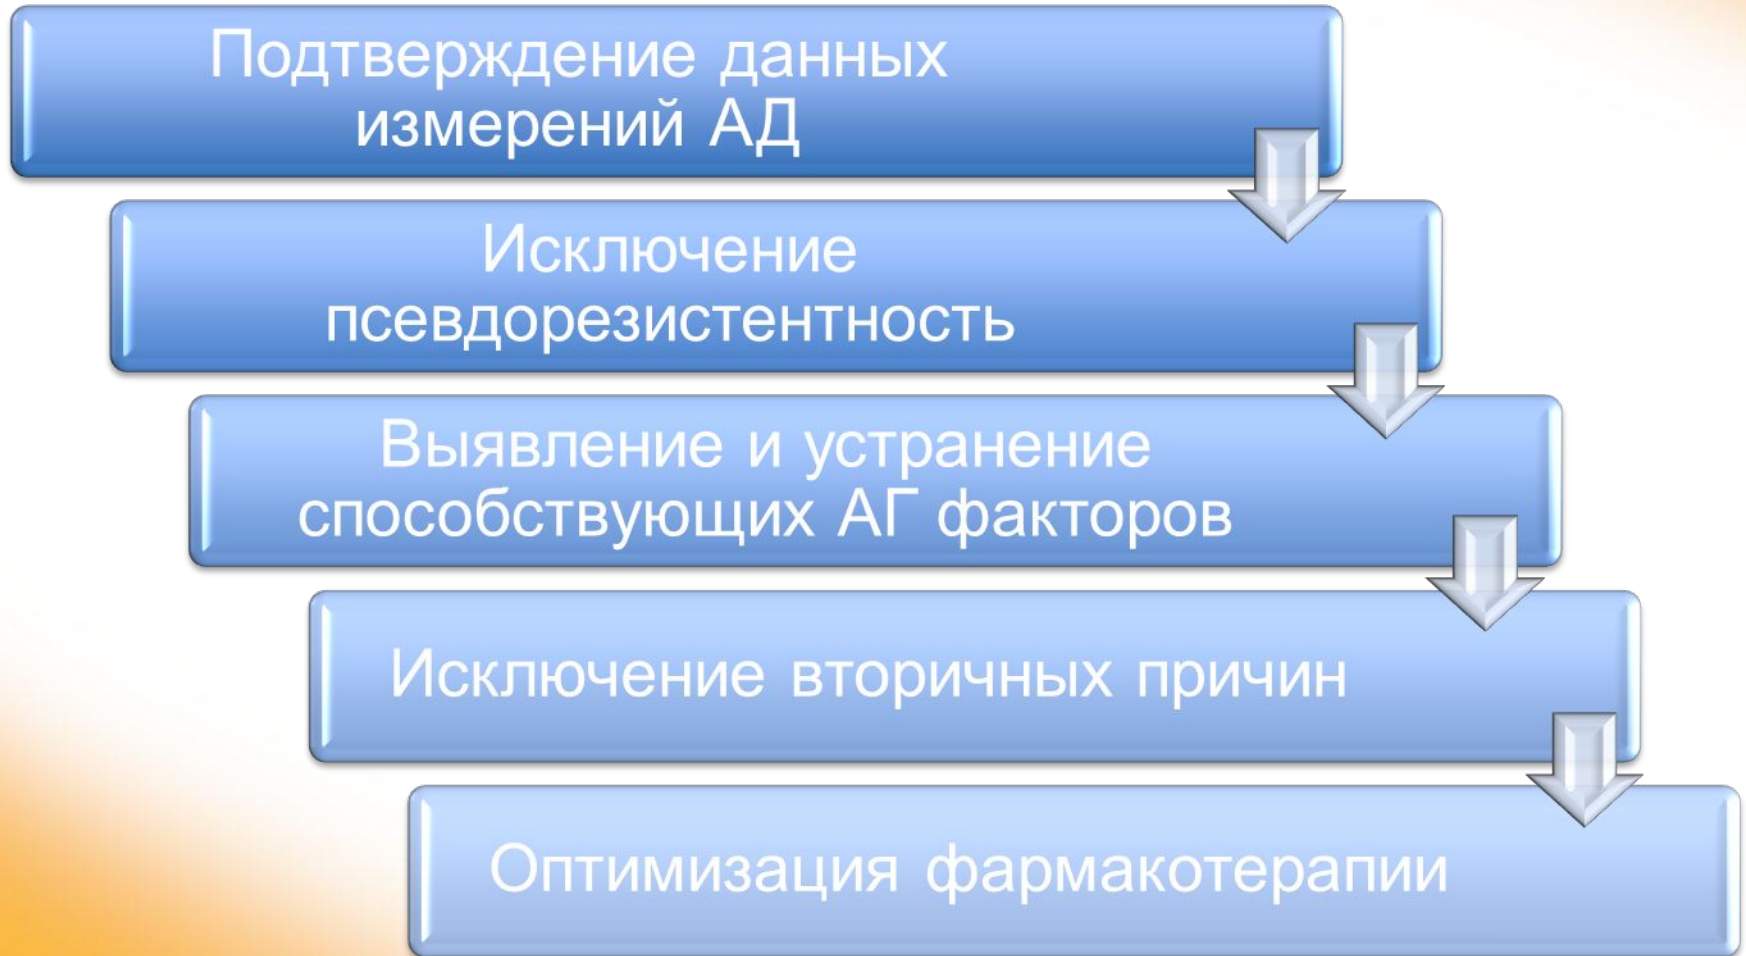 Подтверждение данных
измерений АД
Исключение
псевдорезистентность
Выявление и устранение
способствующих АГ факторов
Исключение вторичных причин
Оптимизация фармакотерапии